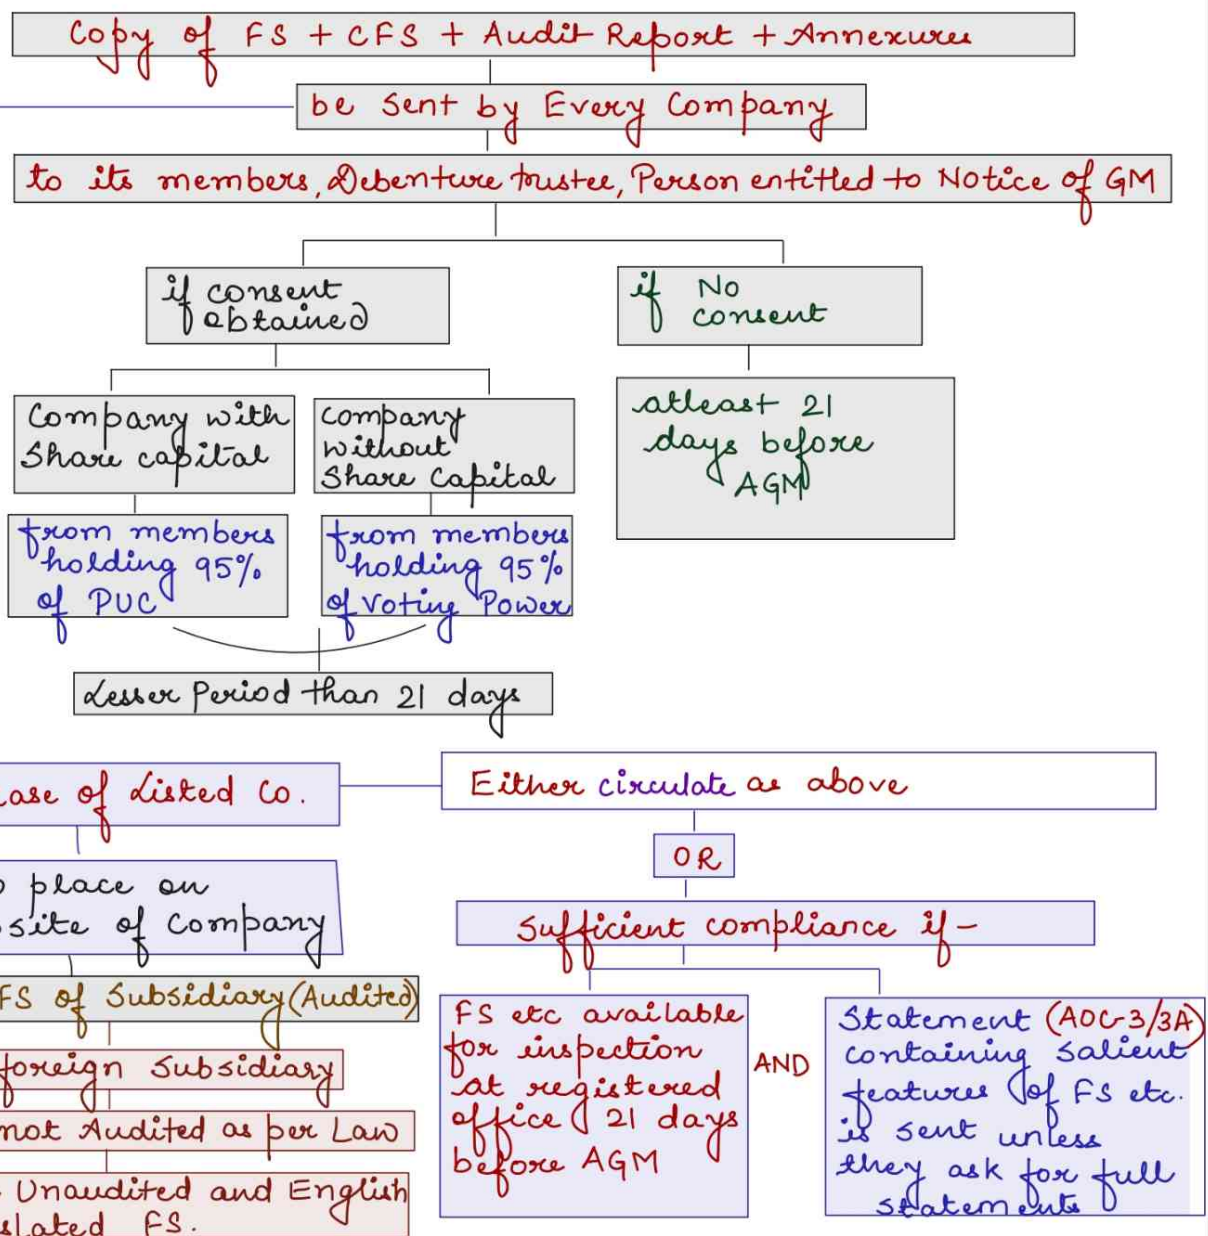 Copy of FS + CFS + Audit Report + Annexures
be sent by Every Company
to its members, Debenture trustee, Person entitled to Notice of GM
if consent
obtained
if No
consent
Company with
Share capital
company
without
Share Capital
atleast 21
days before
AGM
from members
holding 95%
of PUC
from members
holding 95%
of Voting Power
Lesser Period than 21 days
of Listed Co.
Either circulate as above
OR
place on
of Company
Sufficient compliance if -
FS of Subsidiary (Audited)
foreign Subsidiary
not Audited as per Law
Unaudited and English
FS.
FS etc available
for inspection
at registered
office 21 days
before AGM
AND
Statement (AOC-3/3A)
containing salient
features of FS etc.
is sent unless
they ask for full
statements